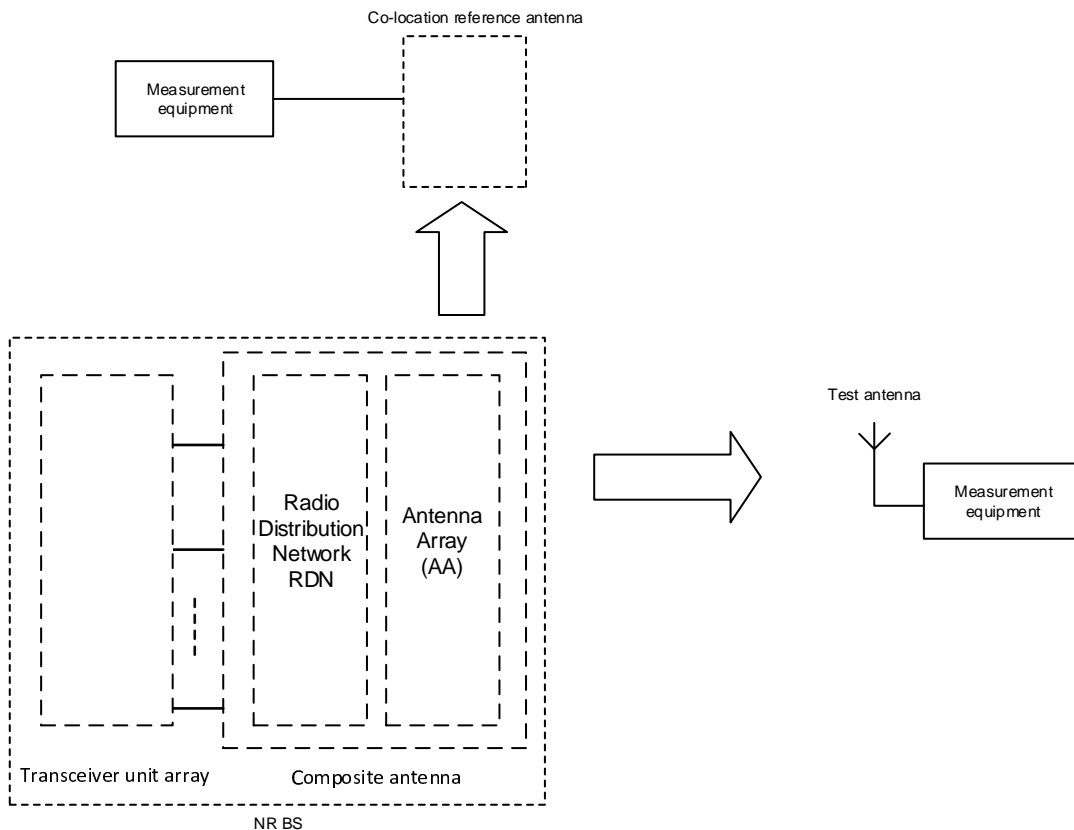 Co-location reference antenna
Measurement
equipment
Test antenna
Measurement
equipment
Radio
Distribution
Network
RDN
Antenna
Array
(AA)
Transceiver unit array
Composite antenna
NR BS